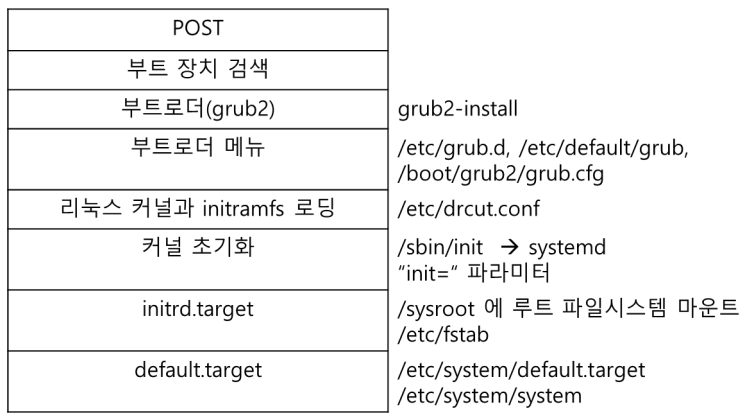 POST
부트 장치 검색
부트로더(grub2) grub2-install
부트로더 메뉴 /etc/grub.d, /etc/default/grub,
/boot/grub2/grub.cfg
리눅스 커널과 initramfs 로딩 /etc/drcut.conf
커널 초기화 /sbin/init → systemd
“init=“ 파라미터
initrd.target /sysroot 에 루트 파일시스템 마운트
/etc/fstab
default.target /etc/system/default.target
/etc/system/system